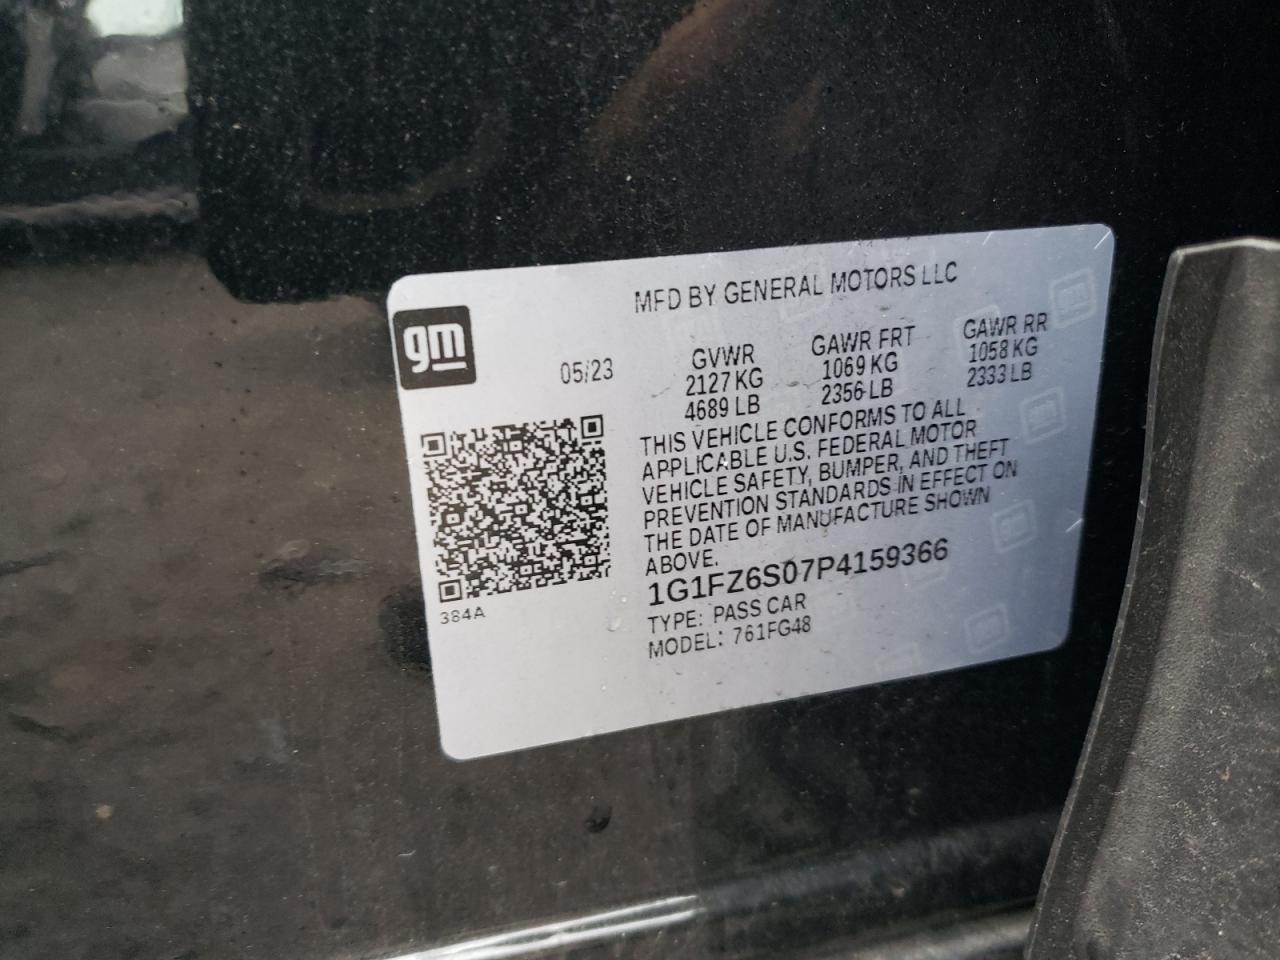 gm
MFD BY GENERAL MOTORS LLC
05/23
GVWR GAWR FRT GAWR RR
2127 KG 1069 KG 1058 KG
4689 LB 2356 LB 2333 LB
THIS VEHICLE CONFORMS TO ALL
APPLICABLE U.S. FEDERAL MOTOR
VEHICLE SAFETY, BUMPER, AND THEFT
PREVENTION STANDARDS IN EFFECT ON
THE DATE OF MANUFACTURE SHOWN
ABOVE.
1G1FZ6S07P4159366
TYPE: PASS CAR
MODEL: 761FG48
384A